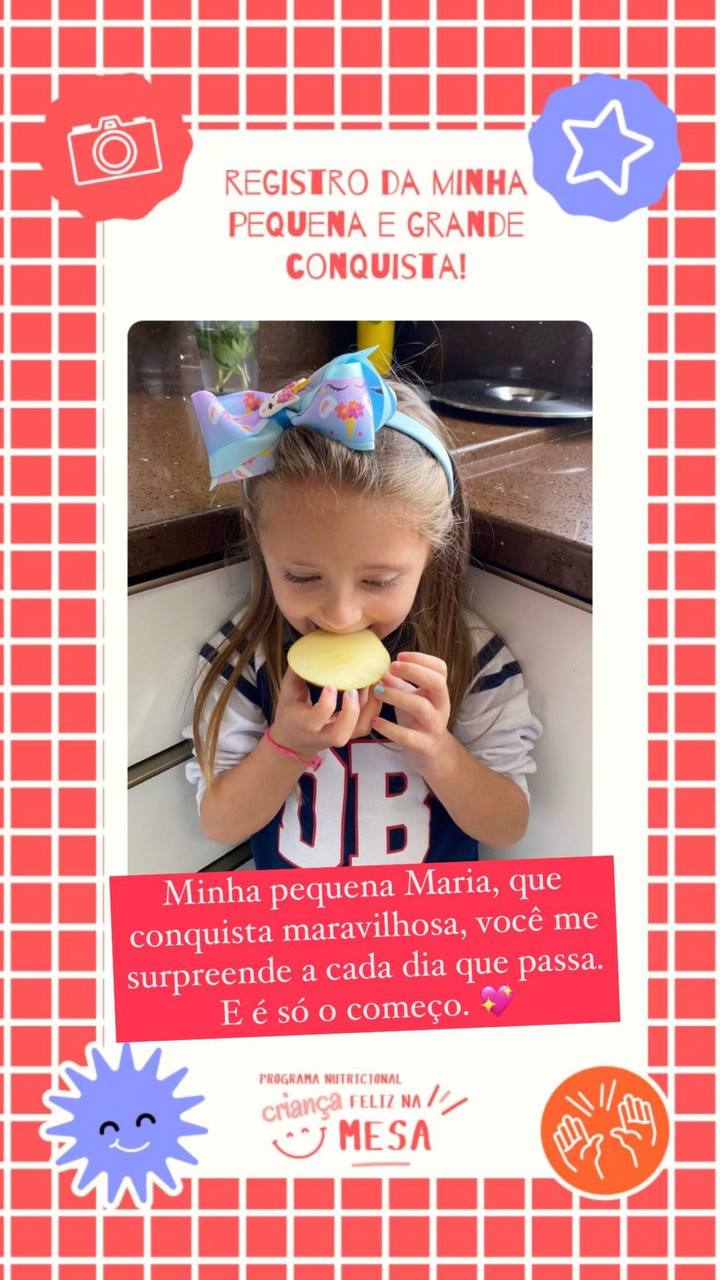 REGISTRO DA MINHA
PEQUENA E GRANDE
CONQUISTA!
OB
Minha pequena Maria, que
conquista maravilhosa, você me
surpreende a cada dia que passa.
E é só o começo. 💖
PROGRAMA NUTRICIONAL
criança FELIZ NA
MESA